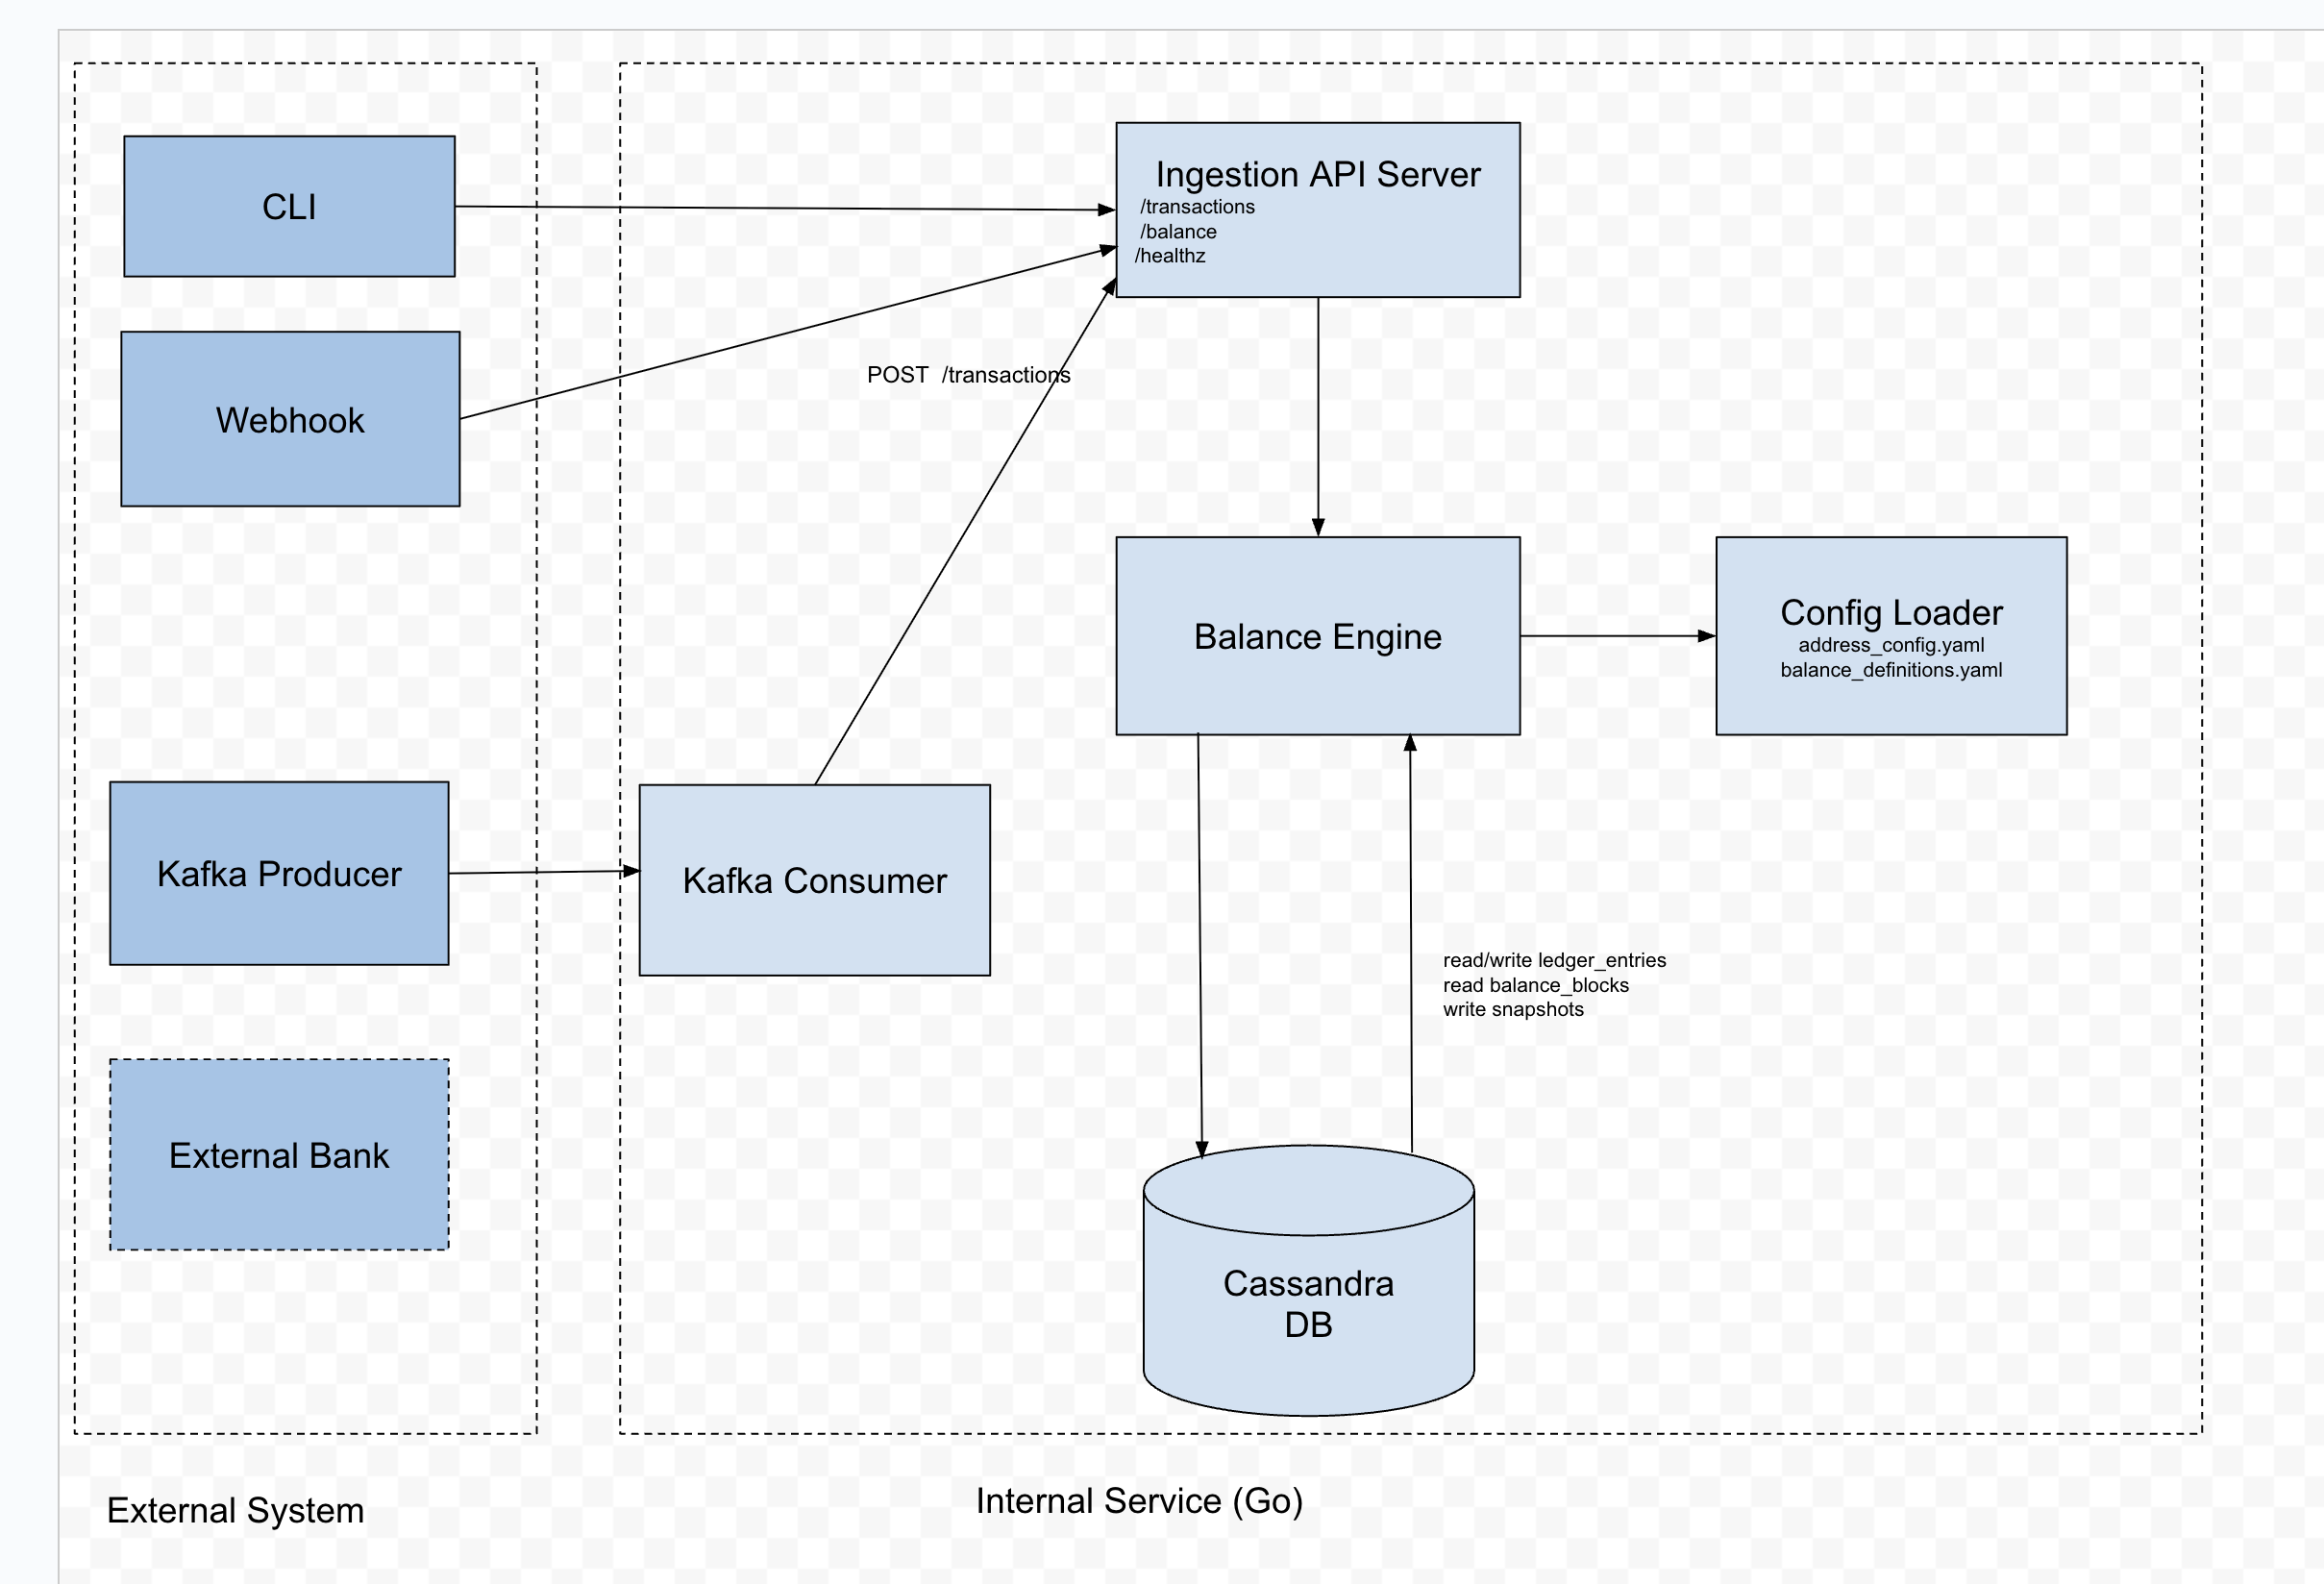 CLI
Webhook
Kafka Producer
External Bank
External System
Ingestion API Server
/transactions
/balance
/healthz
POST  /transactions
Balance Engine
Config Loader
address_config.yaml
balance_definitions.yaml
Kafka Consumer
read/write ledger_entries
read balance_blocks
write snapshots
Cassandra
DB
Internal Service (Go)